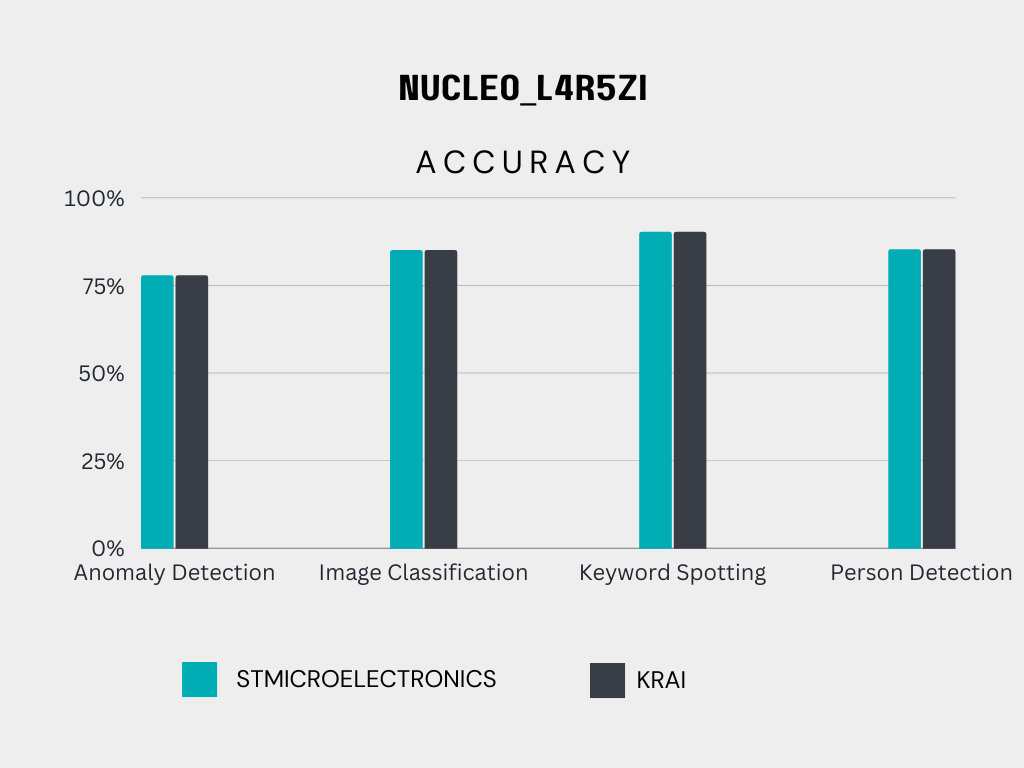 NUCLEO_L4R5ZI
ACCURACY
100%
75%
50%
25%
0%
Anomaly Detection
Image Classification
Keyword Spotting
Person Detection
STMICROELECTRONICS
KRAI